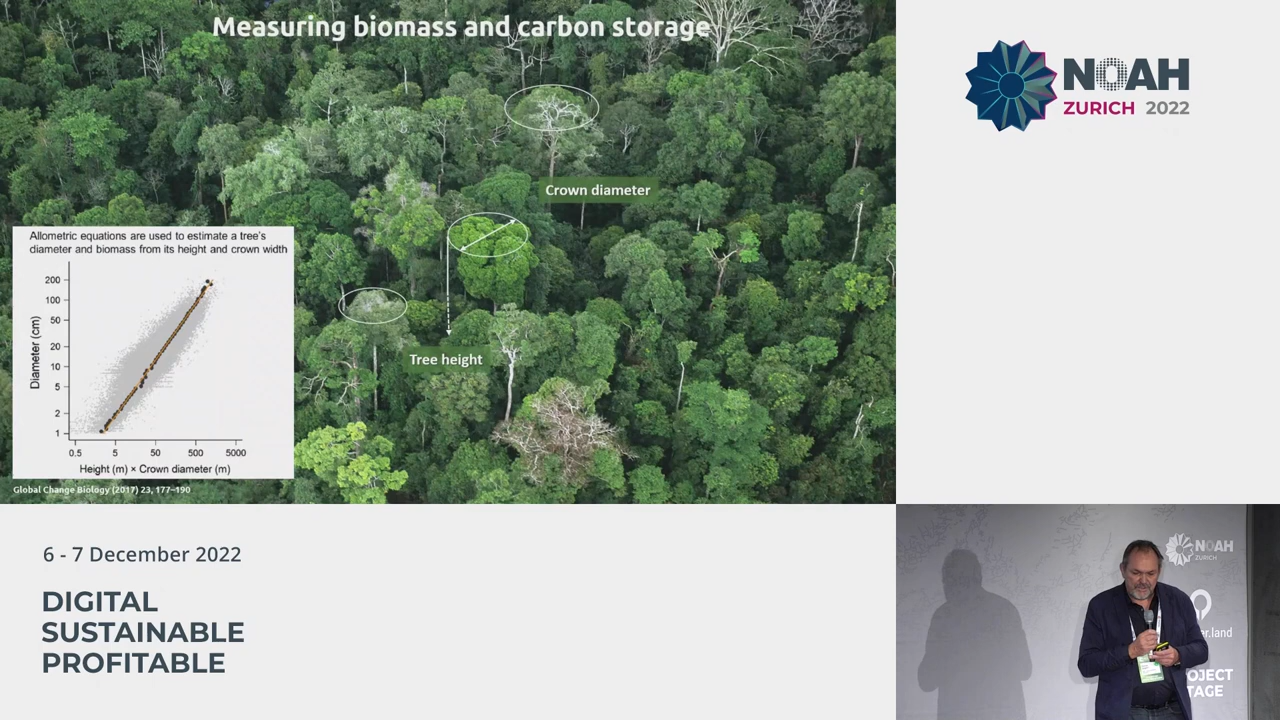 Measuring biomass and carbon storage
Crown diameter
Tree height
Allometric equations are used to estimate a tree's
diameter and biomass from its height and crown width
Diameter (cm)
200
100
50
20
10
5
2
1
0.5
5
50
500
5000
Height (m) × Crown diameter (m)
Global Change Biology (2017) 23, 177–190
NOAH
ZURICH 2022
6 - 7 December 2022
DIGITAL
SUSTAINABLE
PROFITABLE
NOAH
ZURICH